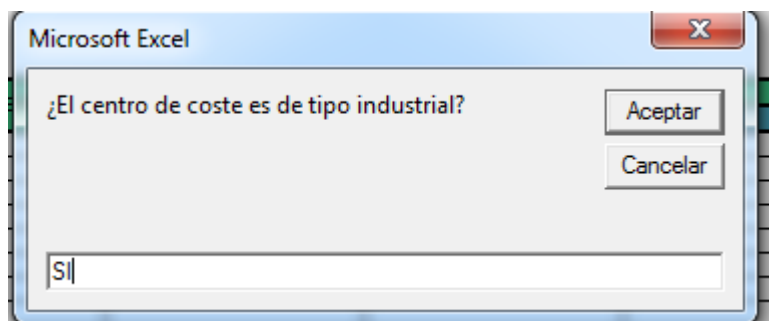 Microsoft Excel
¿El centro de coste es de tipo industrial?
Aceptar
Cancelar
SI